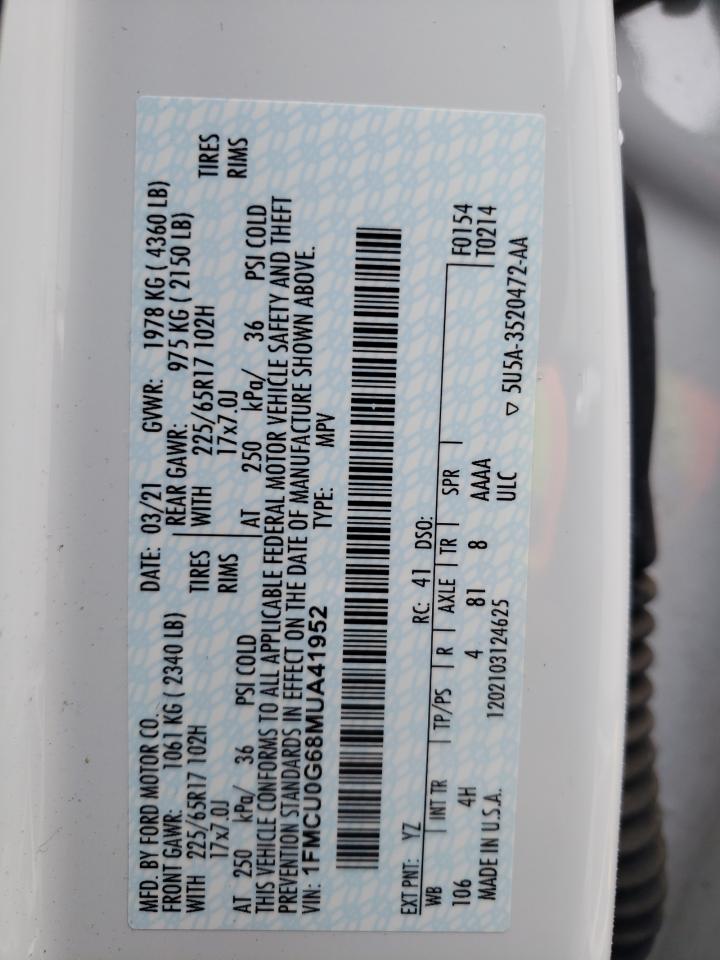 MFD. BY FORD MOTOR CO. DATE: 03/21 GVWR: 1978 KG ( 4360 LB)
FRONT GAWR: 1061 KG ( 2340 LB) REAR GAWR: 975 KG ( 2150 LB)
WITH 225/65R17 102H TIRES WITH 225/65R17 102H TIRES
17x7.0J RIMS 17x7.0J RIMS
AT 250 kPa/ 36 PSI COLD AT 250 kPa/ 36 PSI COLD
THIS VEHICLE CONFORMS TO ALL APPLICABLE FEDERAL MOTOR VEHICLE SAFETY AND THEFT
PREVENTION STANDARDS IN EFFECT ON THE DATE OF MANUFACTURE SHOWN ABOVE.
VIN: 1FMCU0G68MUA41952 TYPE: MPV
EXT PNT: YZ RC: 41 DSO:
WB INT TR TP/PS R AXLE TR SPR F0154
106 4H 4 81 8 AAAA T0214
MADE IN U.S.A. 1202103124625 ULC
▽ 5U5A-3520472-AA